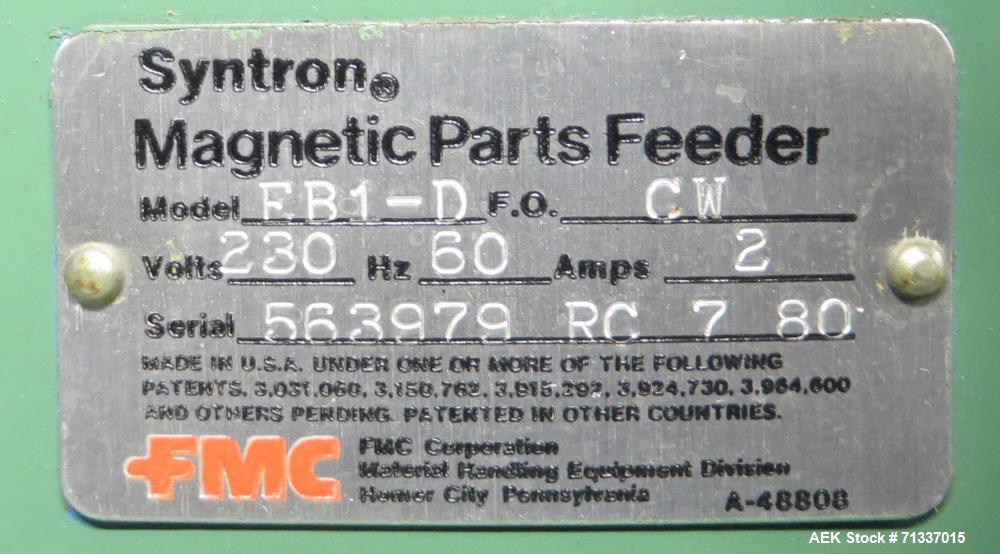 Syntron®
Magnetic Parts Feeder
Model EB1-D F.O. CW
Volts 230 Hz 60 Amps 2
Serial 563979 RC 7 80
MADE IN U.S.A. UNDER ONE OR MORE OF THE FOLLOWING
PATENTS. 3,031,060, 3,150,762, 3,915,292, 3,924,730, 3,964,600
AND OTHERS PENDING. PATENTED IN OTHER COUNTRIES.
FMC FMC Corporation
Material Handling Equipment Division
Homer City Pennsylvania A-48808
AEK Stock # 71337015